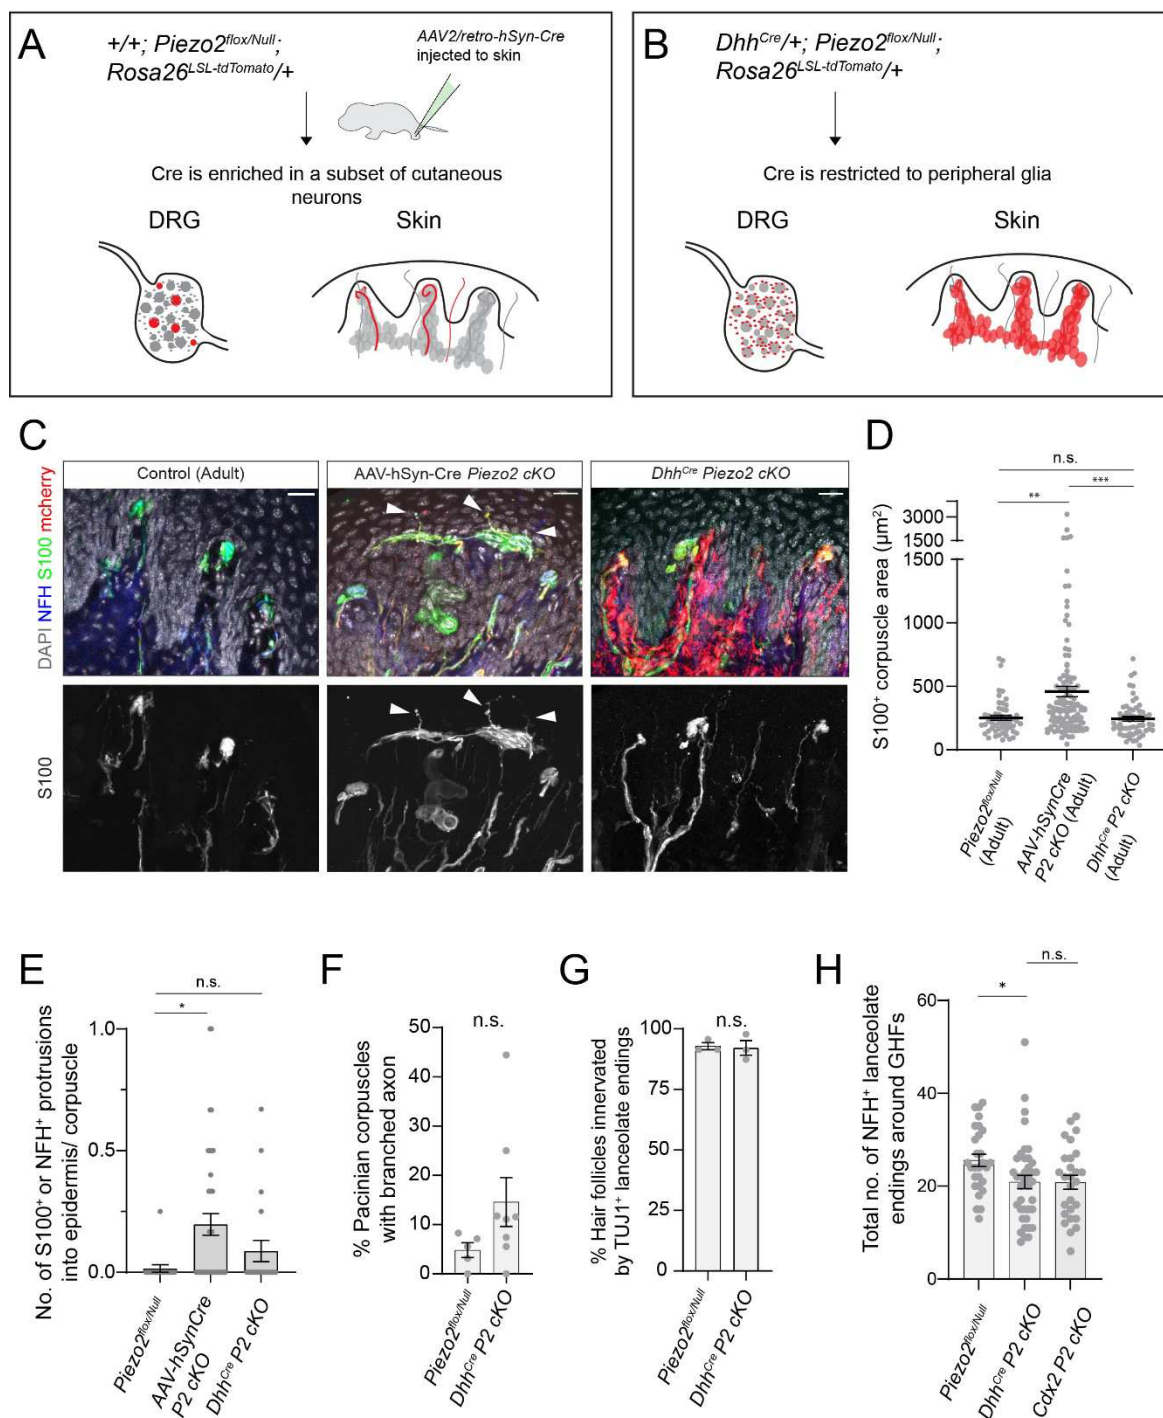 A
+/+; Piezo2flox/Null;
Rosa26LSL-tdTomato/+
AAV2/retro-hSyn-Cre
injected to skin
Cre is enriched in a subset of cutaneous
neurons
DRG
Skin
B
DhhCre/+; Piezo2flox/Null;
Rosa26LSL-tdTomato/+
Cre is restricted to peripheral glia
DRG
Skin
C
Control (Adult)
AAV-hSyn-Cre Piezo2 cKO
DhhCre Piezo2 cKO
DAPI NFH S100 mcherry
S100
D
n.s.
**
***
S100+ corpuscle area (μm2)
3000
1500
1500
1000
500
0
Piezo2flox/Null
(Adult)
AAV-hSynCre
P2 cKO (Adult)
DhhCre P2 cKO
(Adult)
E
n.s.
*
No. of S100+ or NFH+ protrusions
into epidermis/ corpuscle
1.0
0.5
0.0
Piezo2flox/Null
AAV-hSynCre
P2 cKO
DhhCre P2 cKO
F
n.s.
% Pacinian corpuscles
with branched axon
50
40
30
20
10
0
Piezo2flox/Null
DhhCre P2 cKO
G
n.s.
% Hair follicles innervated
by TUJ1+ lanceolate endings
100
75
50
25
0
Piezo2flox/Null
DhhCre P2 cKO
H
n.s.
*
Total no. of NFH+ lanceolate
endings around GHFs
60
40
20
0
Piezo2flox/Null
DhhCre P2 cKO
Cdx2 P2 cKO